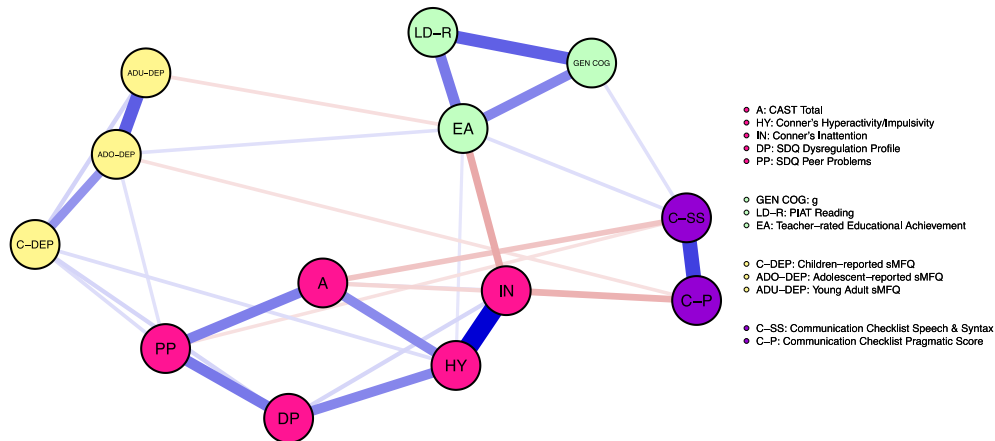 LD–R
GEN COG
ADU–DEP
EA
ADO–DEP
C–SS
C–DEP
A
IN
C–P
PP
HY
DP
A: CAST Total
HY: Conner's Hyperactivity/Impulsivity
IN: Conner's Inattention
DP: SDQ Dysregulation Profile
PP: SDQ Peer Problems
GEN COG: g
LD–R: PIAT Reading
EA: Teacher–rated Educational Achievement
C–DEP: Children–reported sMFQ
ADO–DEP: Adolescent–reported sMFQ
ADU–DEP: Young Adult sMFQ
C–SS: Communication Checklist Speech & Syntax
C–P: Communication Checklist Pragmatic Score